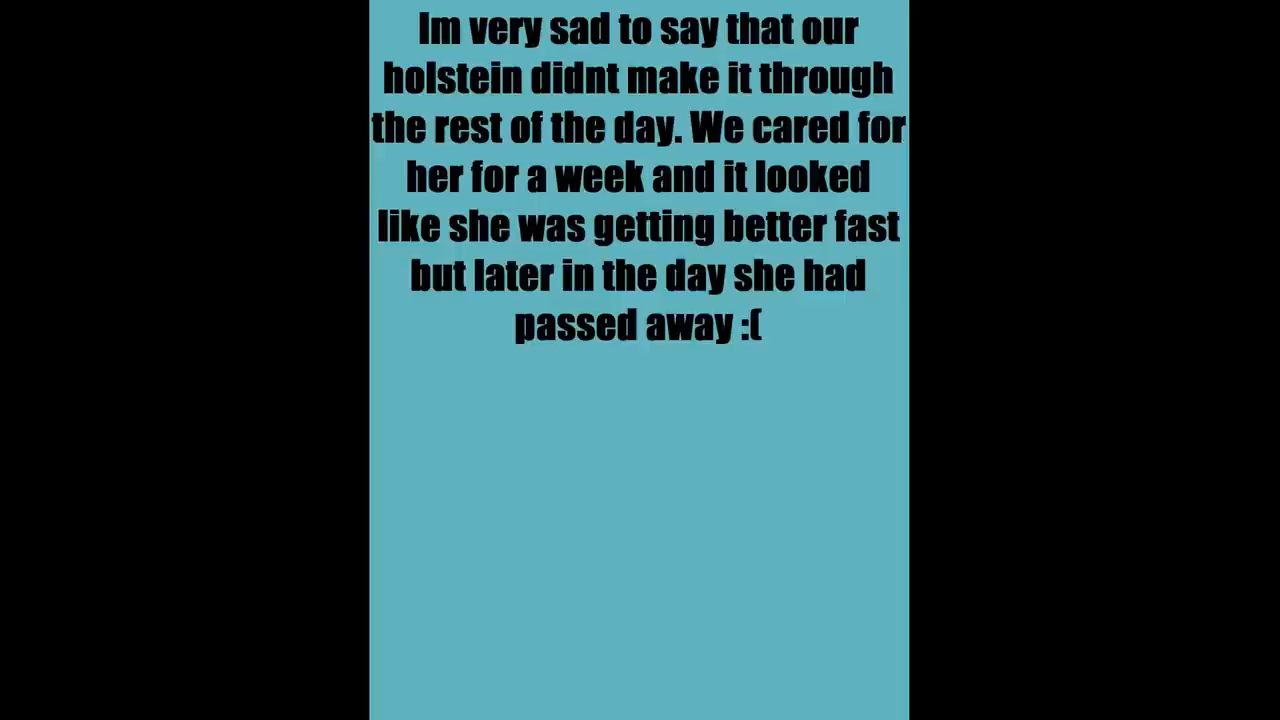 Im very sad to say that our
holstein didnt make it through
the rest of the day. We cared for
her for a week and it looked
like she was getting better fast
but later in the day she had
passed away :(